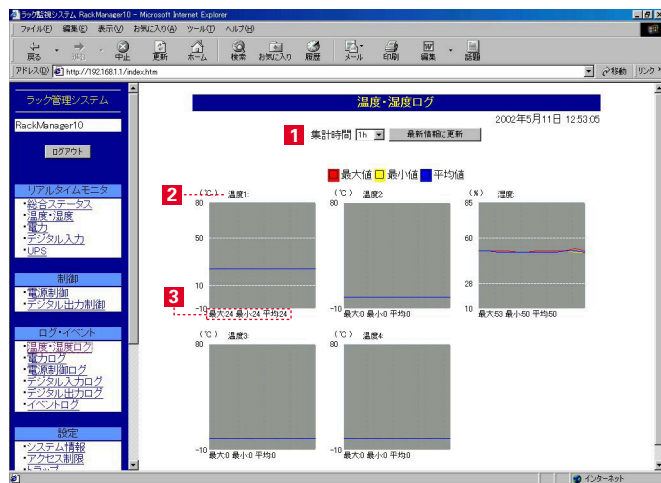 ラック監視システム RackManager10 - Microsoft Internet Explorer
ファイル(F) 編集(E) 表示(V) お気に入り(A) ツール(T) ヘルプ(H)
戻る 進む 中止 更新 ホーム 検索 お気に入り 履歴 メール 印刷 編集 話題
アドレス(D) http://192.168.1.1/index.htm 移動 リンク
ラック管理システム
RackManager10
ログアウト
リアルタイムモニタ
・総合ステータス
・温度・湿度
・電力
・デジタル入力
・UPS
制御
・電源制御
・デジタル出力制御
ログ・イベント
・温度・湿度ログ
・電力ログ
・電源制御ログ
・デジタル入力ログ
・デジタル出力ログ
・イベントログ
設定
・システム情報
・アクセス制限
・トラップ
温度・湿度ログ
2002年5月11日 12:53:05
1 集計時間 1h 最新情報に更新
最大値 最小値 平均値
2 (℃) 温度1:
80
50
10
-10
3 最大:24 最小:24 平均:24
(℃) 温度2:
80
-10
最大:0 最小:0 平均:0
(%) 湿度:
85
60
28
10
最大:53 最小:50 平均:50
(℃) 温度3:
80
-10
最大:0 最小:0 平均:0
(℃) 温度4:
80
-10
最大:0 最小:0 平均:0
インターネット